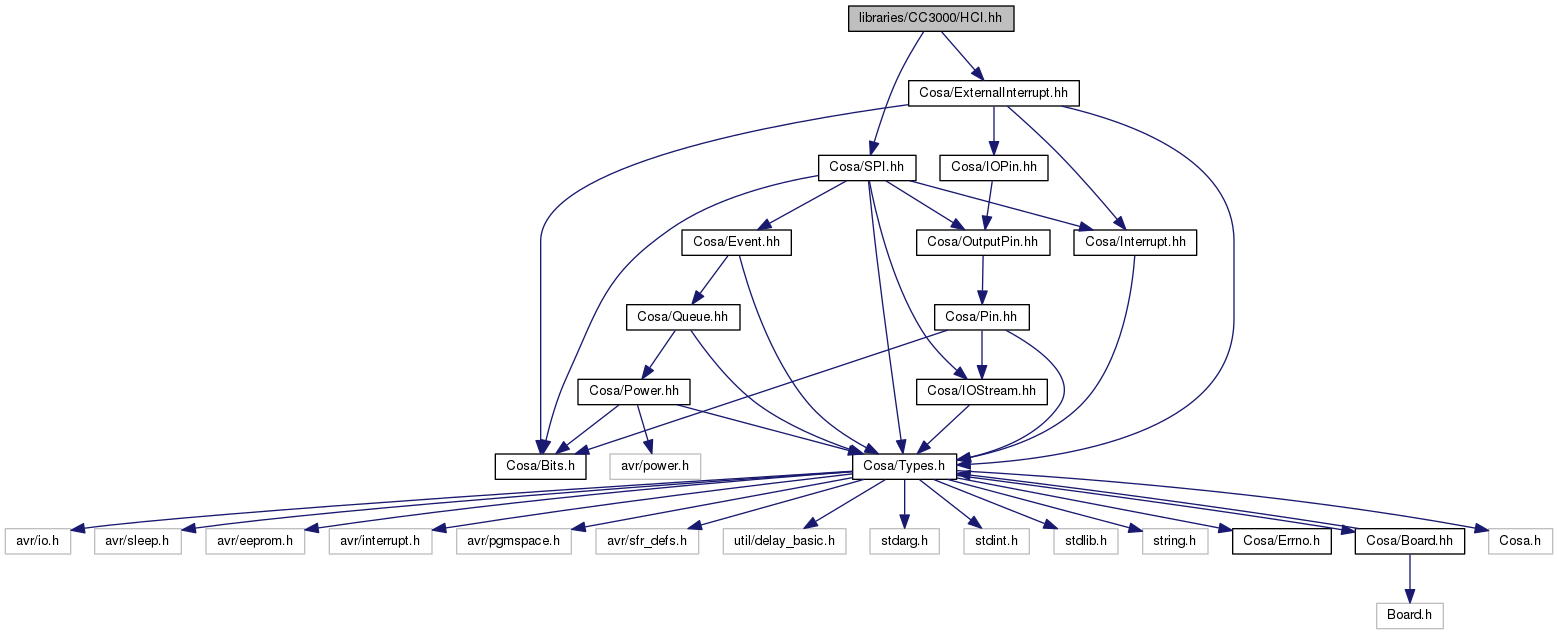 libraries/CC3000/HCI.hh
Cosa/ExternalInterrupt.hh
Cosa/SPI.hh
Cosa/IOPin.hh
Cosa/Event.hh
Cosa/OutputPin.hh
Cosa/Interrupt.hh
Cosa/Queue.hh
Cosa/Pin.hh
Cosa/Power.hh
Cosa/IOStream.hh
Cosa/Bits.h
avr/power.h
Cosa/Types.h
avr/io.h
avr/sleep.h
avr/eeprom.h
avr/interrupt.h
avr/pgmspace.h
avr/sfr_defs.h
util/delay_basic.h
stdarg.h
stdint.h
stdlib.h
string.h
Cosa/Errno.h
Cosa/Board.hh
Cosa.h
Board.h